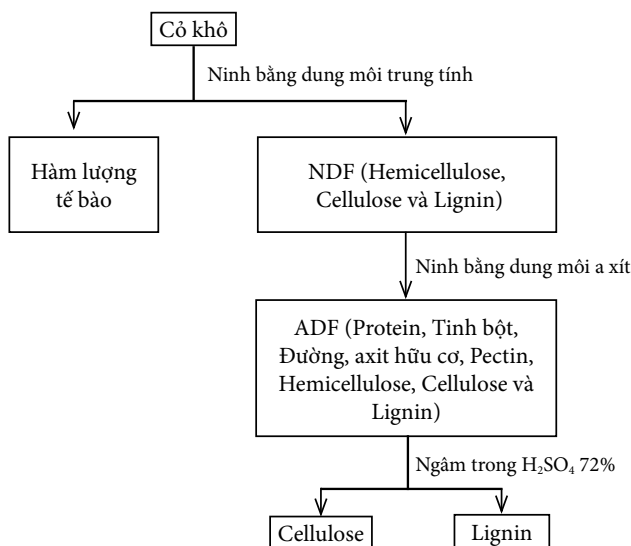 Cỏ khô
Ninh bằng dung môi trung tính
Hàm lượng
tế bào
NDF (Hemicellulose,
Cellulose và Lignin)
Ninh bằng dung môi a xít
ADF (Protein, Tinh bột,
Đường, axit hữu cơ, Pectin,
Hemicellulose, Cellulose và
Lignin)
Ngâm trong H₂SO₄ 72%
Cellulose
Lignin